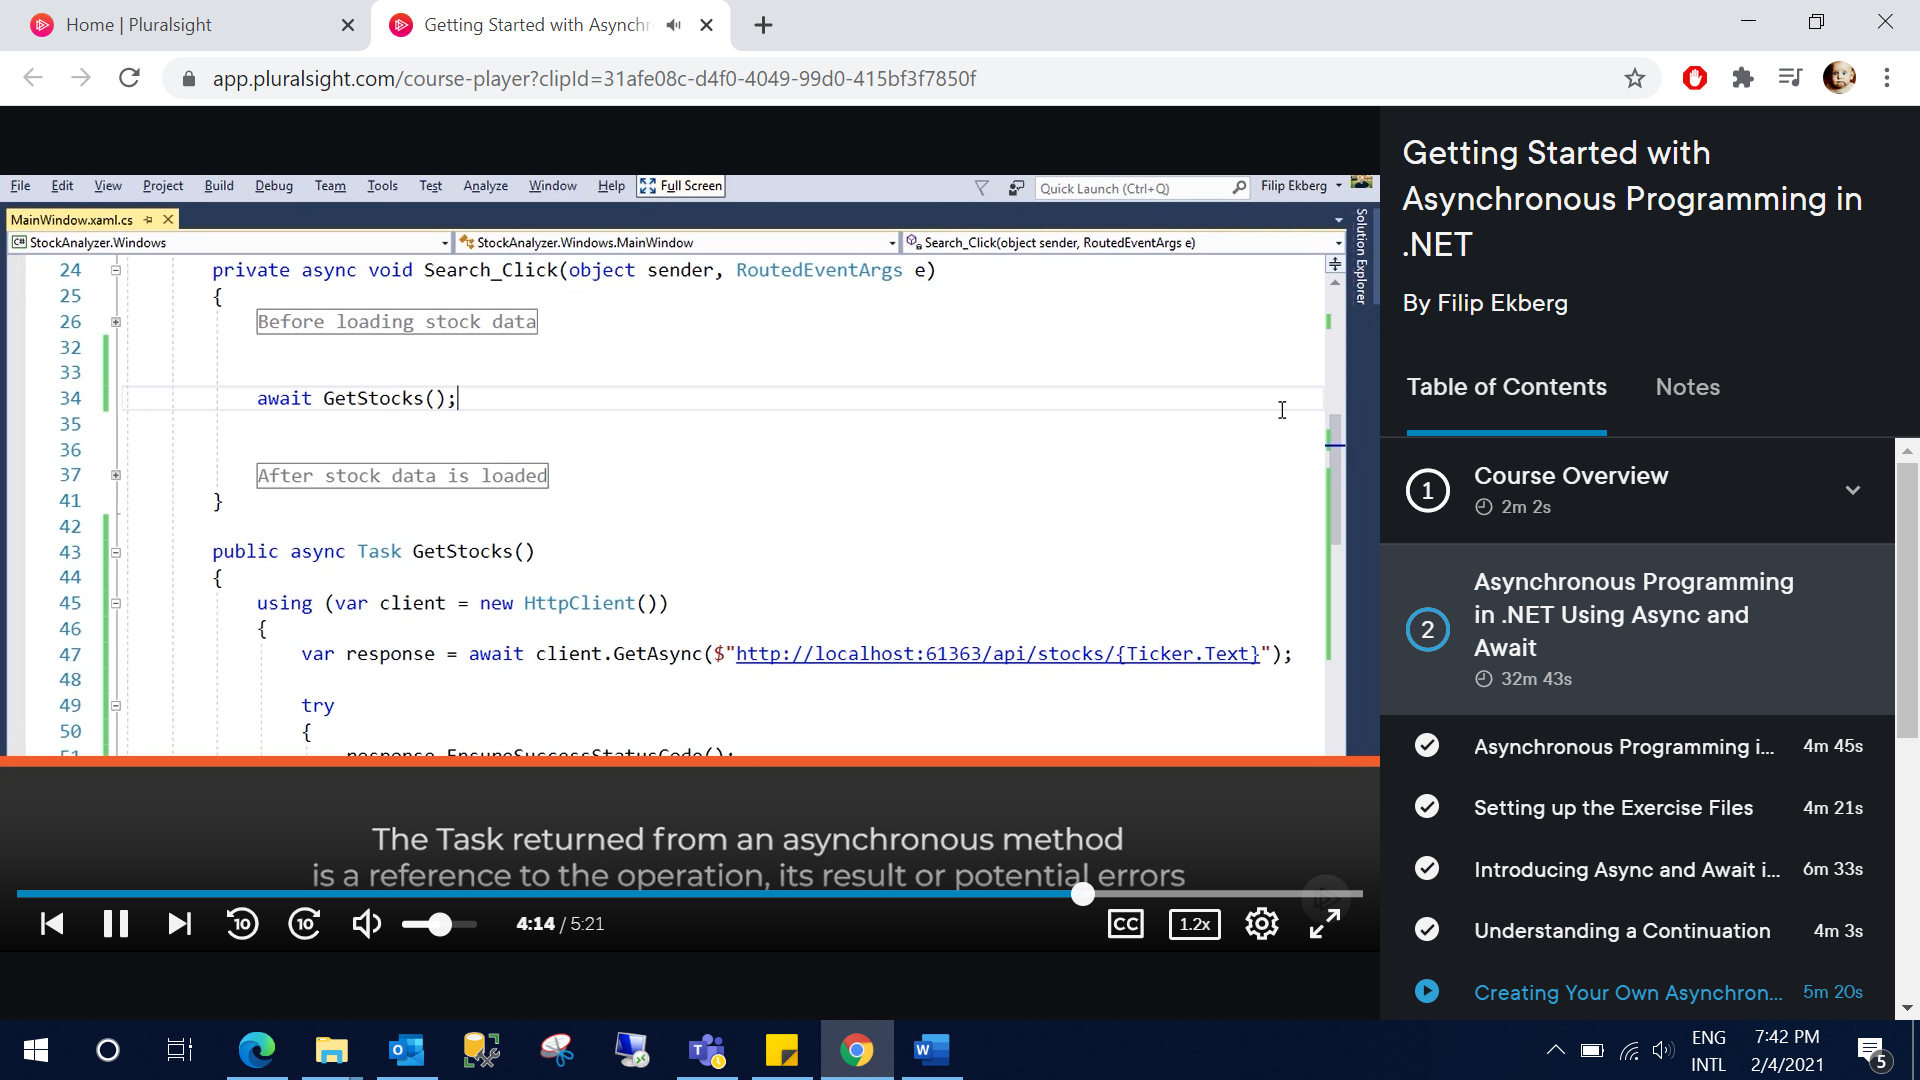 Home | Pluralsight
Getting Started with Asynchr
app.pluralsight.com/course-player?clipId=31afe08c-d4f0-4049-99d0-415bf3f7850f
File Edit View Project Build Debug Team Tools Test Analyze Window Help Full Screen
Quick Launch (Ctrl+Q)
Filip Ekberg
MainWindow.xaml.cs
Solution Explorer
C# StockAnalyzer.Windows
StockAnalyzer.Windows.MainWindow
Search_Click(object sender, RoutedEventArgs e)
24 private async void Search_Click(object sender, RoutedEventArgs e)
25 {
26 Before loading stock data
32
33
34 await GetStocks();
35
36
37 After stock data is loaded
41 }
42
43 public async Task GetStocks()
44 {
45 using (var client = new HttpClient())
46 {
47 var response = await client.GetAsync($"http://localhost:61363/api/stocks/{Ticker.Text}");
48
49 try
50 {
51 response.EnsureSuccessStatusCode();
The Task returned from an asynchronous method
is a reference to the operation, its result or potential errors
10
10
4:14 / 5:21
CC
1.2x
Getting Started with
Asynchronous Programming in
.NET
By Filip Ekberg
Table of Contents
Notes
1
Course Overview
2m 2s
2
Asynchronous Programming
in .NET Using Async and
Await
32m 43s
Asynchronous Programming i... 4m 45s
Setting up the Exercise Files 4m 21s
Introducing Async and Await i... 6m 33s
Understanding a Continuation 4m 3s
Creating Your Own Asynchron... 5m 20s
ENG
INTL
7:42 PM
2/4/2021
5